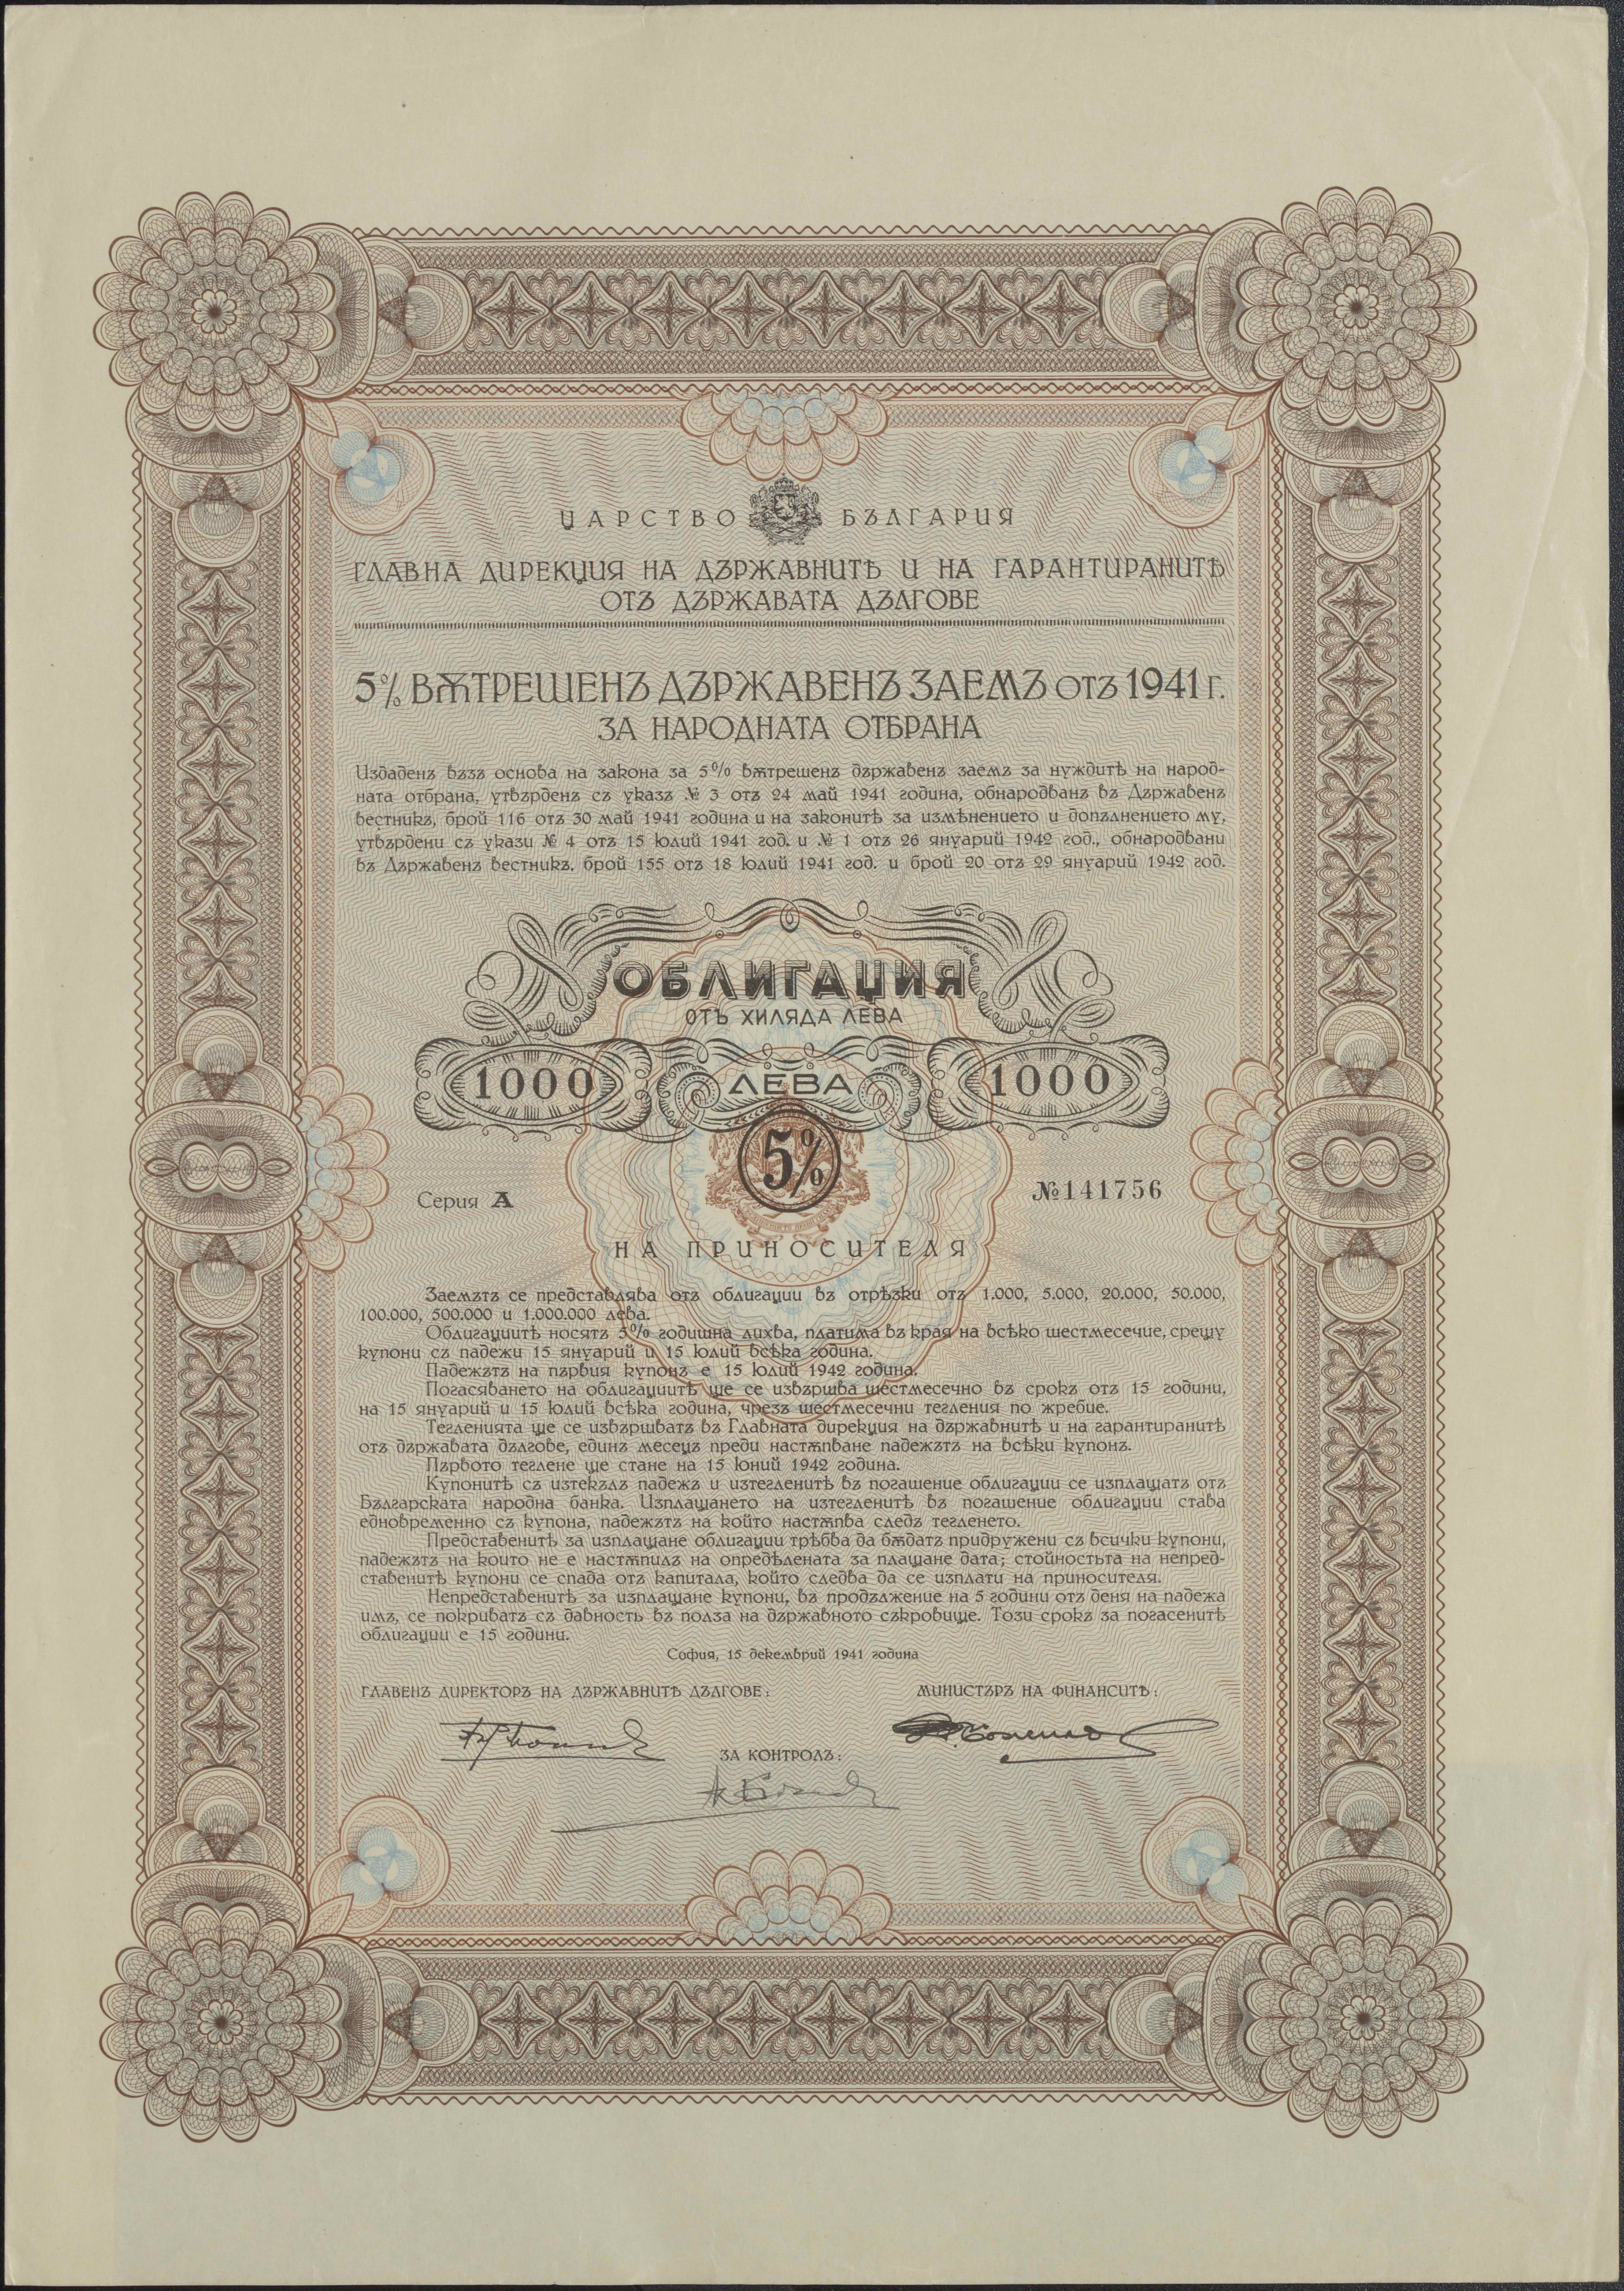 ЦАРСТВО БЪЛГАРИЯ
ГЛАВНА ДИРЕКЦИЯ НА ДЪРЖАВНИТѢ И НА ГАРАНТИРАНИТѢ
ОТЪ ДЪРЖАВАТА ДЪЛГОВЕ
5% ВѪТРЕШЕНЪ ДЪРЖАВЕНЪ ЗАЕМЪ ОТЪ 1941 Г.
ЗА НАРОДНАТА ОТБРАНА
Издаденъ възъ основа на закона за 5% вѫтрешенъ държавенъ заемъ за нуждитѣ на народ-
ната отбрана, утвърденъ съ указъ № 3 отъ 24 май 1941 година, обнародванъ въ Държавенъ
вестникъ, брой 116 отъ 30 май 1941 година и на законитѣ за измѣнението и допълнението му,
утвърдени съ укази № 4 отъ 15 юлий 1941 год. и № 1 отъ 26 януарий 1942 год., обнародвани
въ Държавенъ вестникъ, брой 155 отъ 18 юлий 1941 год. и брой 20 отъ 29 януарий 1942 год.
ОБЛИГАЦИЯ
ОТЪ ХИЛЯДА ЛЕВА
1000 ЛЕВА 1000
5%
Серия А №141756
НА ПРИНОСИТЕЛЯ
Заемътъ се представлява отъ облигации въ отрѣзки отъ 1.000, 5.000, 20.000, 50.000,
100.000, 500.000 и 1.000.000 лева.
Облигациитѣ носятъ 5% годишна лихва, платима въ края на всѣко шестмесечие, срещу
купони съ падежи 15 януарий и 15 юлий всѣка година.
Падежътъ на първия купонъ е 15 юлий 1942 година.
Погасяването на облигациитѣ ще се извършва шестмесечно въ срокъ отъ 15 години,
на 15 януарий и 15 юлий всѣка година, чрезъ шестмесечни тегления по жребие.
Тегленията ще се извършватъ въ Главната дирекция на държавнитѣ и на гарантиранитѣ
отъ държавата дългове, единъ месецъ преди настѫпване падежътъ на всѣки купонъ.
Първото теглене ще стане на 15 юний 1942 година.
Купонитѣ съ изтекълъ падежъ и изтегленитѣ въ погашение облигации се изплащатъ отъ
Българската народна банка. Изплащането на изтегленитѣ въ погашение облигации става
едновременно съ купона, падежътъ на който настѫпва следъ тегленето.
Представенитѣ за изплащане облигации трѣбва да бѫдатъ придружени съ всички купони,
падежътъ на които не е настѫпилъ на опредѣлената за плащане дата; стойностьта на непред-
ставенитѣ купони се спада отъ капитала, който следва да се изплати на приносителя.
Непредставенитѣ за изплащане купони, въ продължение на 5 години отъ деня на падежа
имъ, се покриватъ съ давность въ полза на държавното съкровище. Този срокъ за погасенитѣ
облигации е 15 години.
София, 15 декемврий 1941 година
ГЛАВЕНЪ ДИРЕКТОРЪ НА ДЪРЖАВНИТѢ ДЪЛГОВЕ: МИНИСТЪРЪ НА ФИНАНСИТѢ:
ЗА КОНТРОЛЪ: